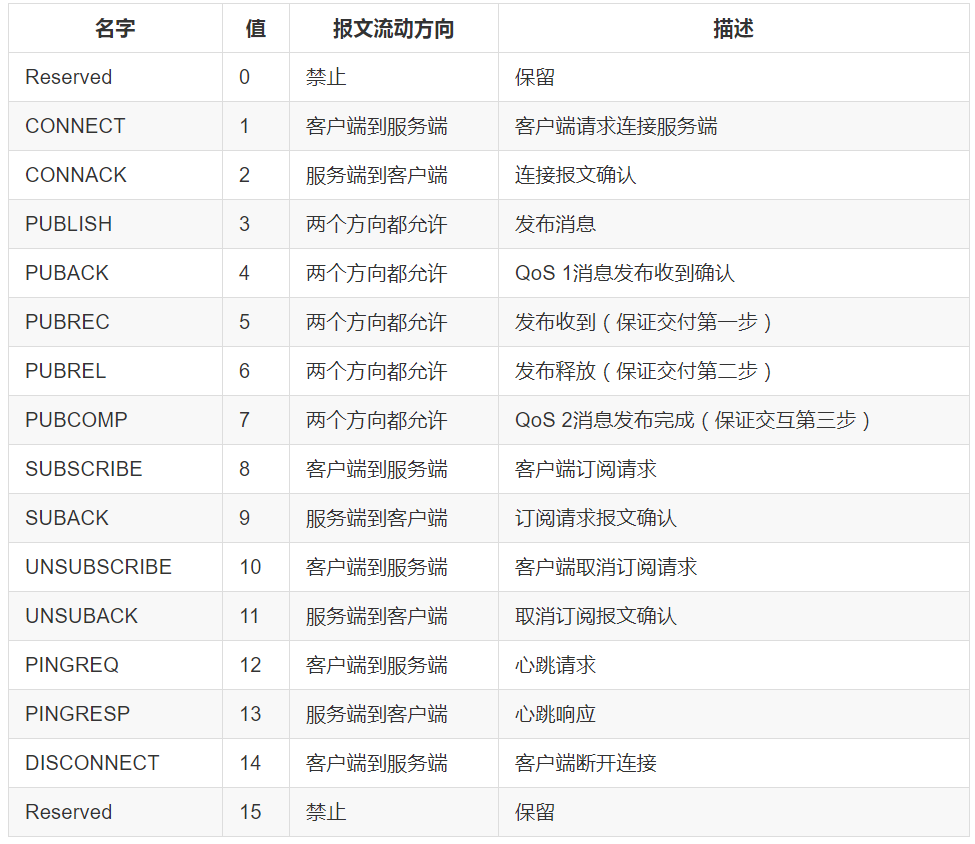 名字 值 报文流动方向 描述
Reserved 0 禁止 保留
CONNECT 1 客户端到服务端 客户端请求连接服务端
CONNACK 2 服务端到客户端 连接报文确认
PUBLISH 3 两个方向都允许 发布消息
PUBACK 4 两个方向都允许 QoS 1消息发布收到确认
PUBREC 5 两个方向都允许 发布收到（保证交付第一步）
PUBREL 6 两个方向都允许 发布释放（保证交付第二步）
PUBCOMP 7 两个方向都允许 QoS 2消息发布完成（保证交互第三步）
SUBSCRIBE 8 客户端到服务端 客户端订阅请求
SUBACK 9 服务端到客户端 订阅请求报文确认
UNSUBSCRIBE 10 客户端到服务端 客户端取消订阅请求
UNSUBACK 11 服务端到客户端 取消订阅报文确认
PINGREQ 12 客户端到服务端 心跳请求
PINGRESP 13 服务端到客户端 心跳响应
DISCONNECT 14 客户端到服务端 客户端断开连接
Reserved 15 禁止 保留